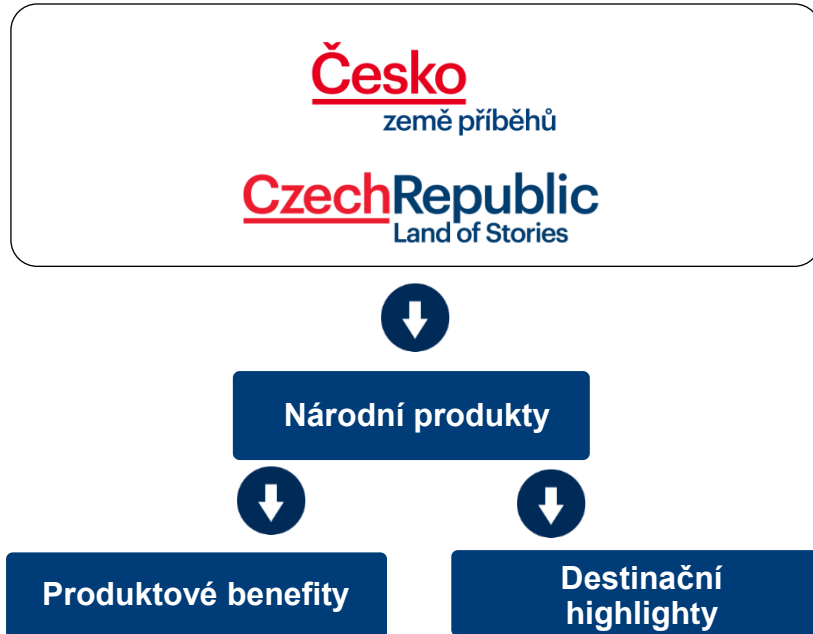 Česko
země příběhů
CzechRepublic
Land of Stories
Národní produkty
Produktové benefity
Destinační
highlighty